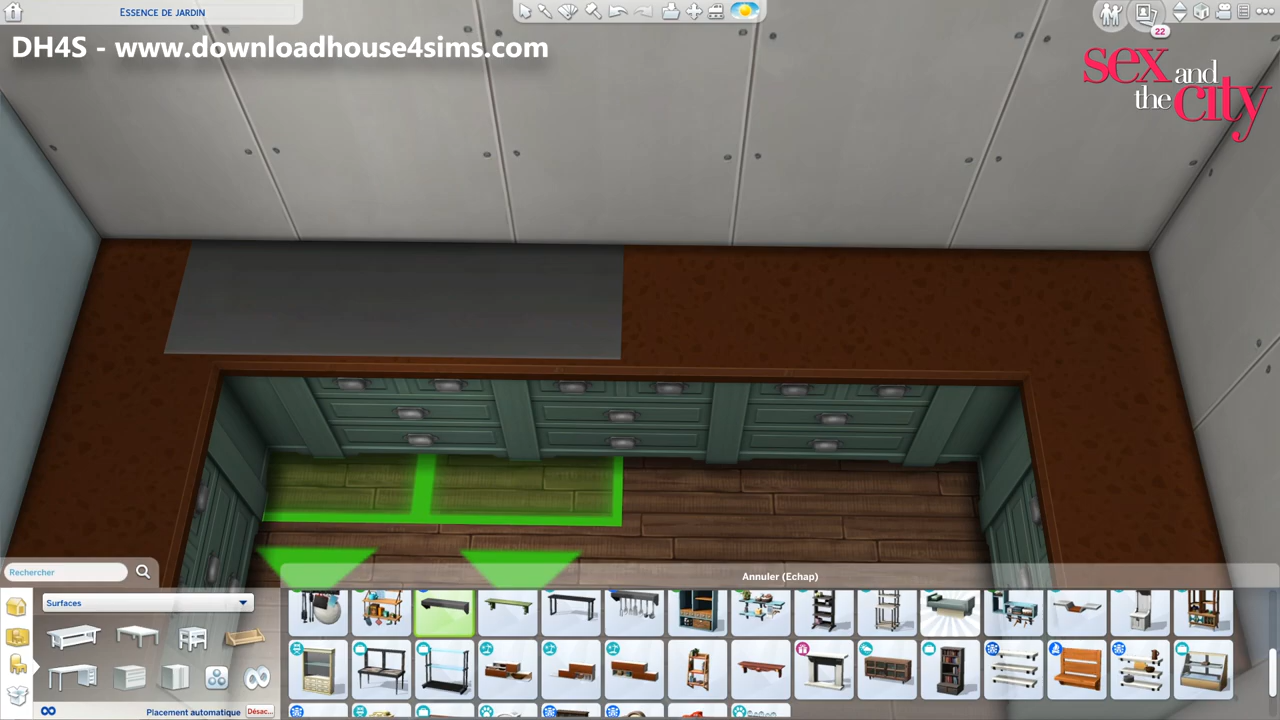 ESSENCE DE JARDIN
22
DH4S - www.downloadhouse4sims.com
sex and
the city
Rechercher
Annuler (Echap)
Surfaces
Placement automatique
Désac...